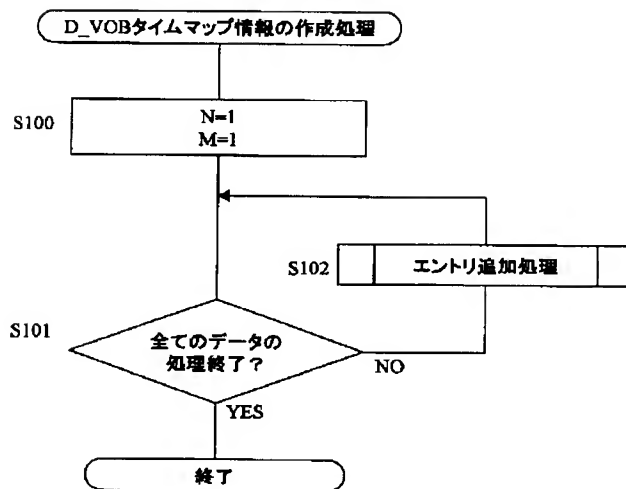 D_VOBタイムマップ情報の作成処理
S100
N=1
M=1
S102
エントリ追加処理
S101
全てのデータの
処理終了?
NO
YES
終了